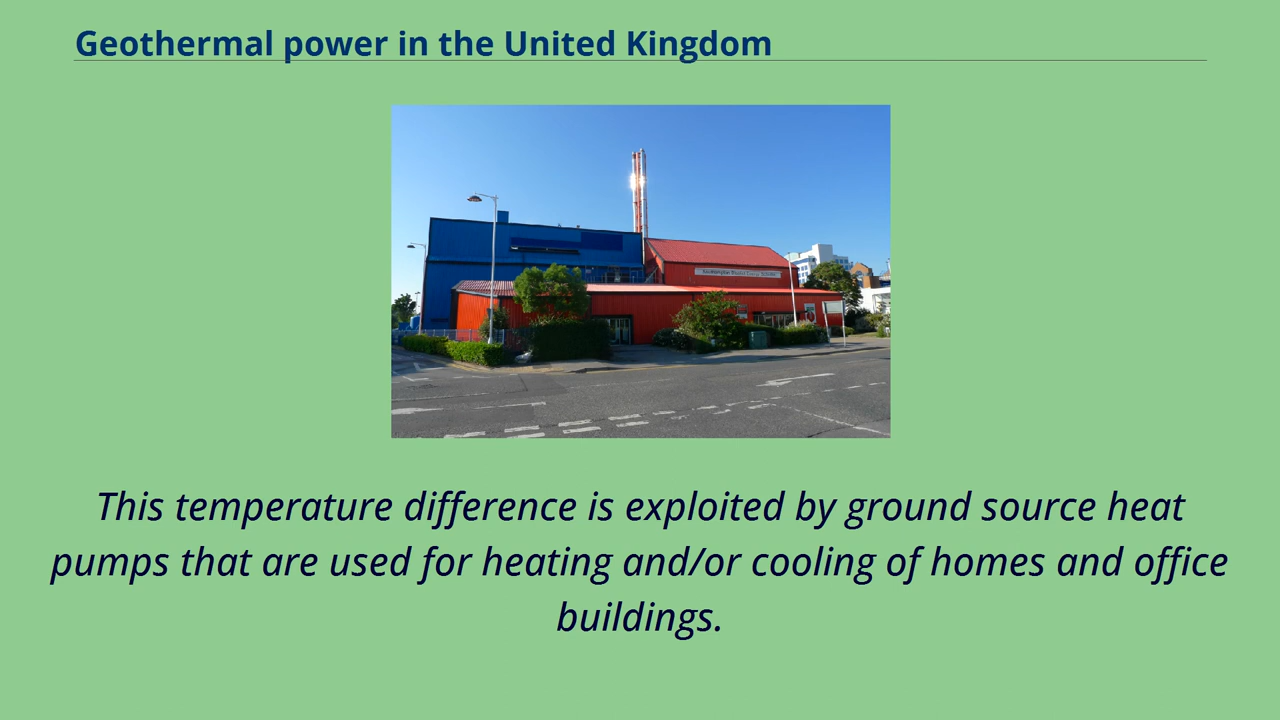 Geothermal power in the United Kingdom
This temperature difference is exploited by ground source heat
pumps that are used for heating and/or cooling of homes and office
buildings.